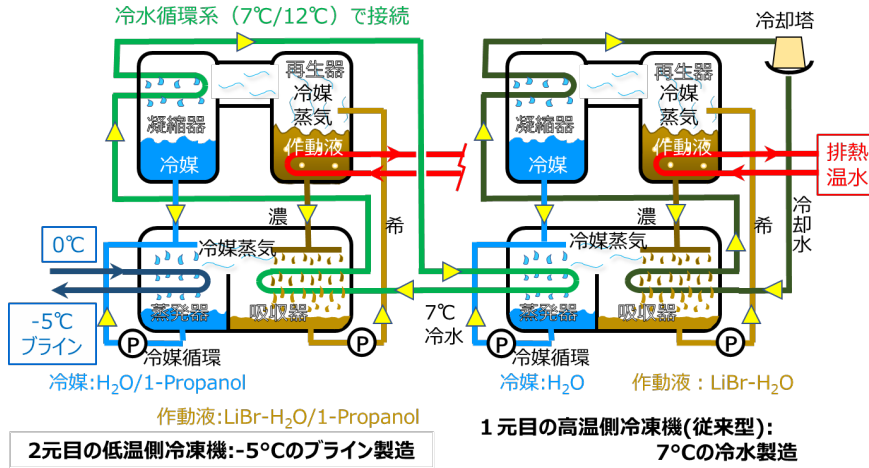 冷水循環系（7℃/12℃）で接続
冷却塔
再生器
冷媒
蒸気
凝縮器
作動液
冷媒
濃
希
0℃
-5℃
ブライン
冷媒蒸気
蒸発器
吸収器
P
P
冷媒循環
7℃
冷水
再生器
冷媒
蒸気
凝縮器
作動液
冷媒
排熱
温水
濃
希
冷却水
冷媒蒸気
蒸発器
吸収器
P
P
冷媒循環
冷媒:H₂O/1-Propanol
冷媒:H₂O
作動液：LiBr-H₂O
作動液:LiBr-H₂O/1-Propanol
2元目の低温側冷凍機:-5°Cのブライン製造
１元目の高温側冷凍機(従来型):
7°Cの冷水製造